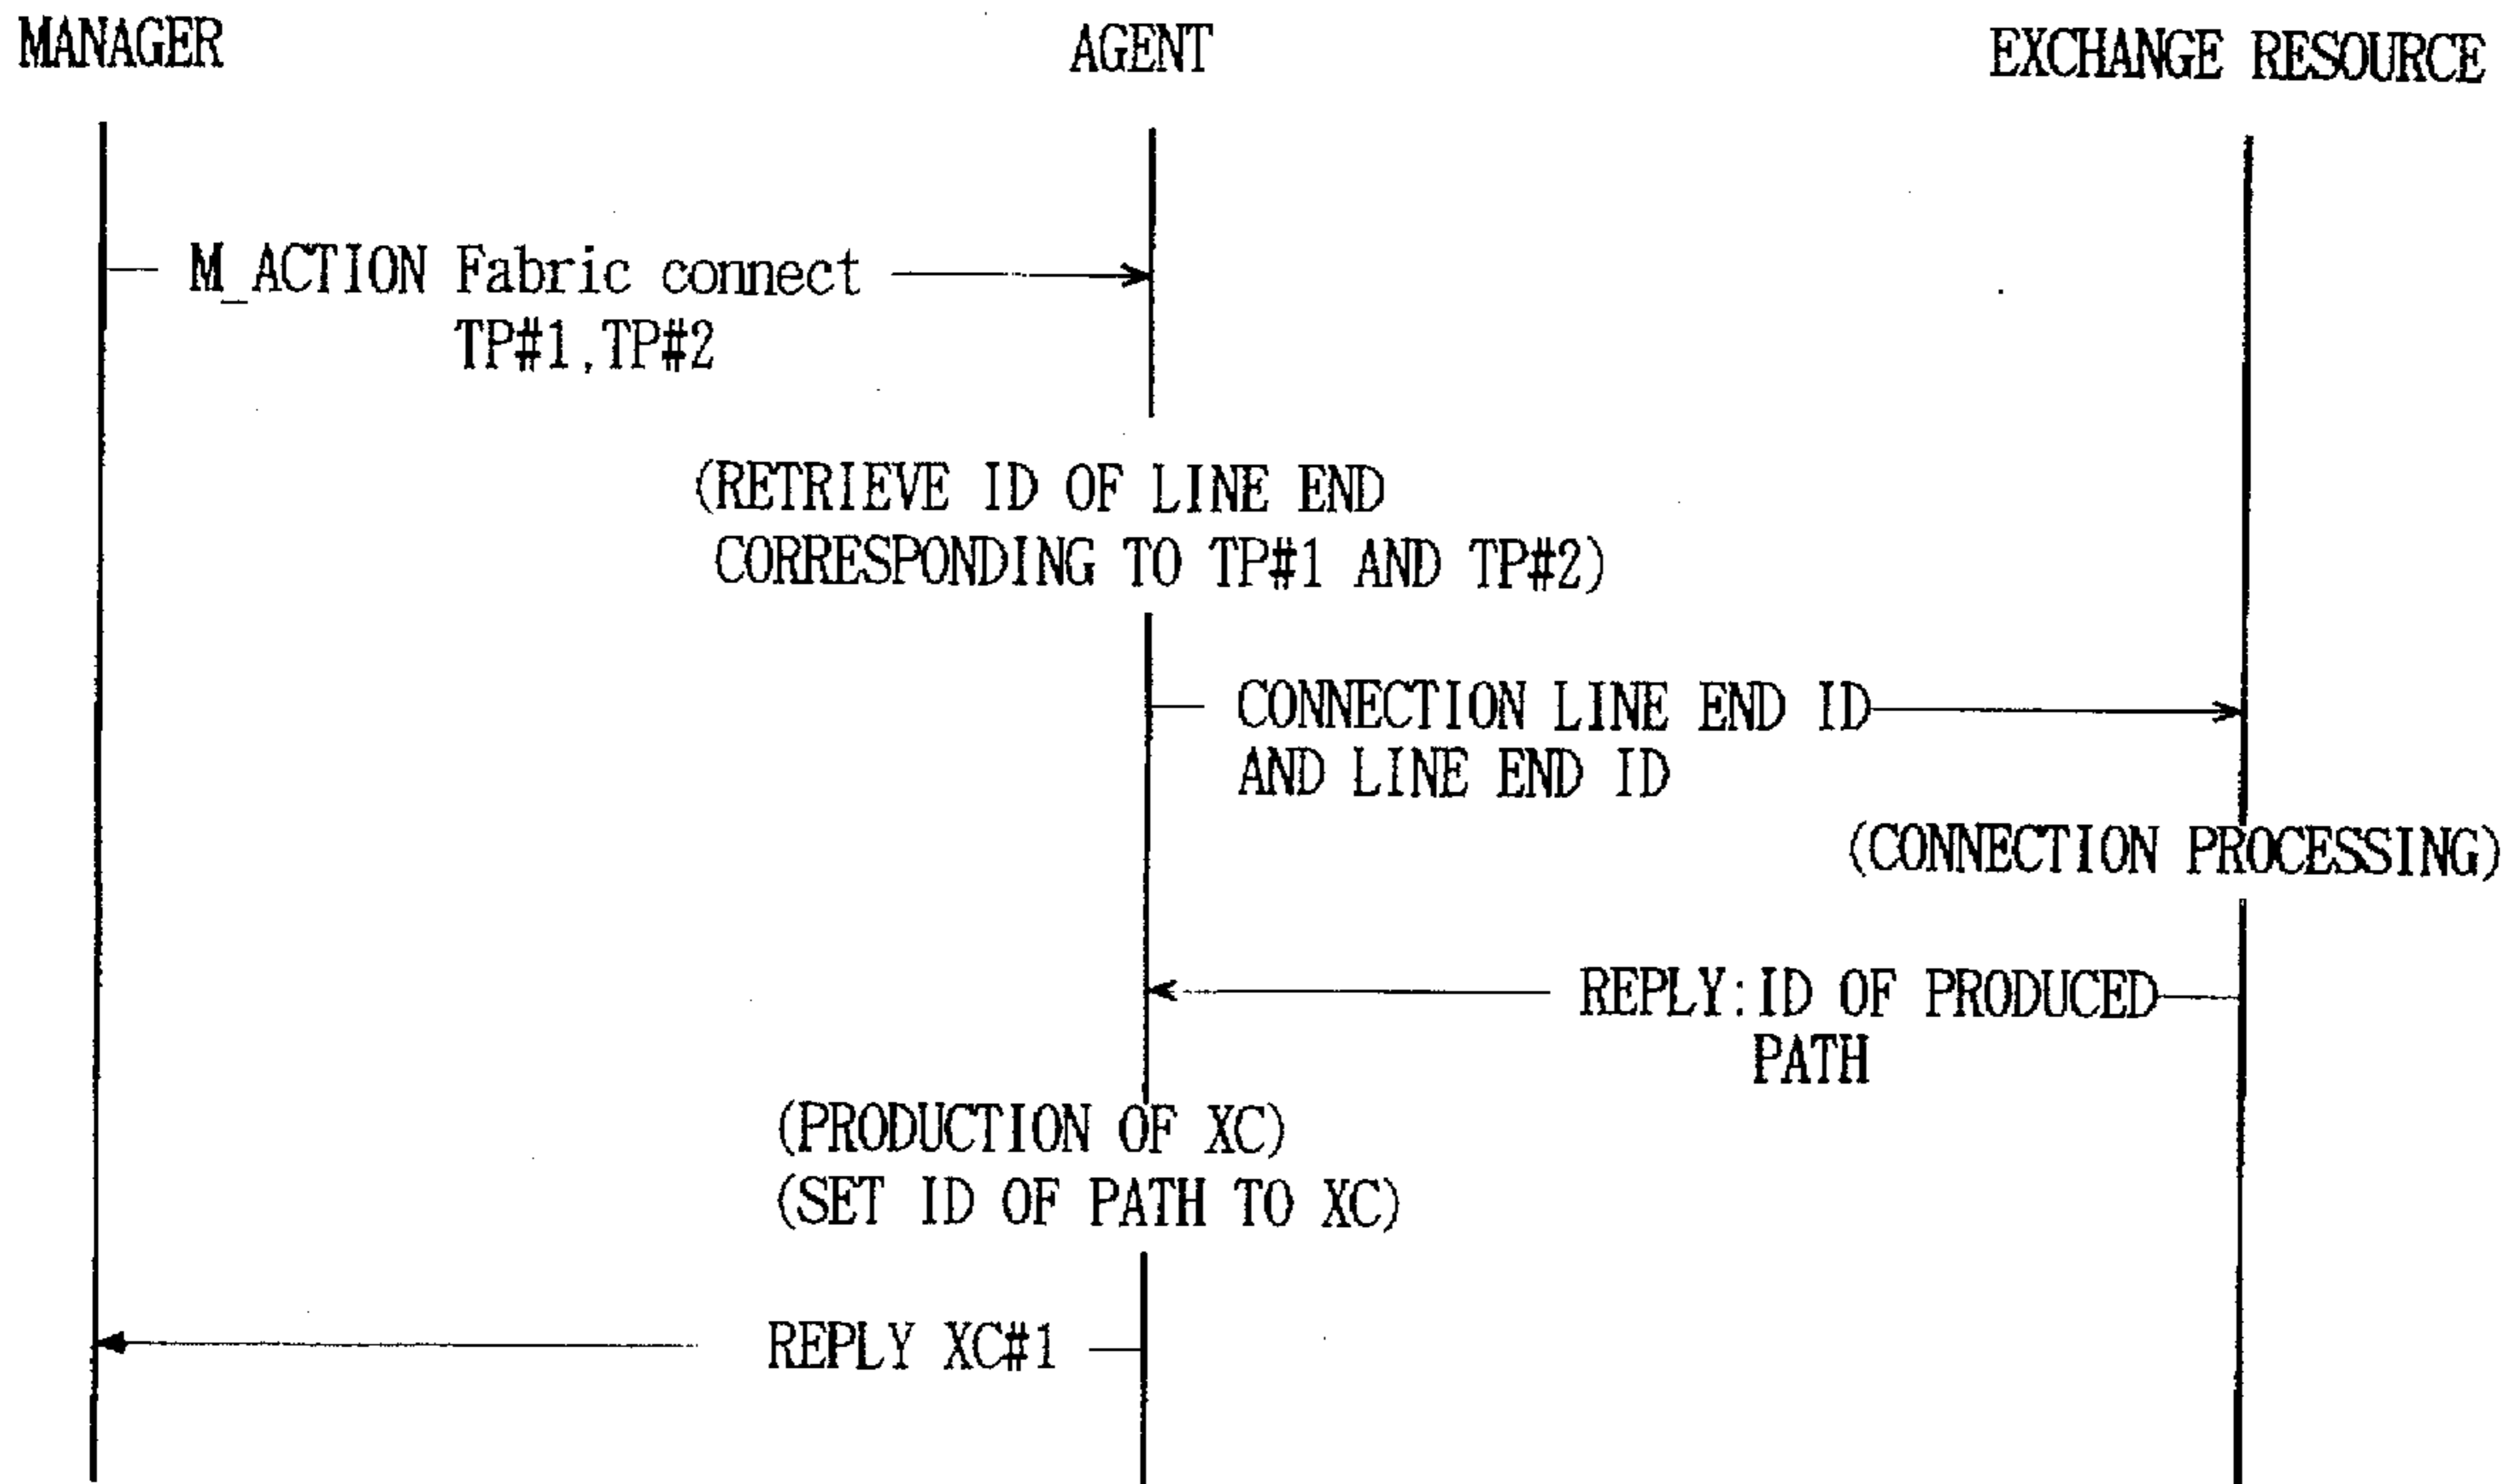 MANAGER
AGENT
EXCHANGE RESOURCE
M_ACTION Fabric connect
TP#1,TP#2
(RETRIEVE ID OF LINE END
CORRESPONDING TO TP#1 AND TP#2)
CONNECTION LINE END ID
AND LINE END ID
(CONNECTION PROCESSING)
REPLY:ID OF PRODUCED
PATH
(PRODUCTION OF XC)
(SET ID OF PATH TO XC)
REPLY XC#1